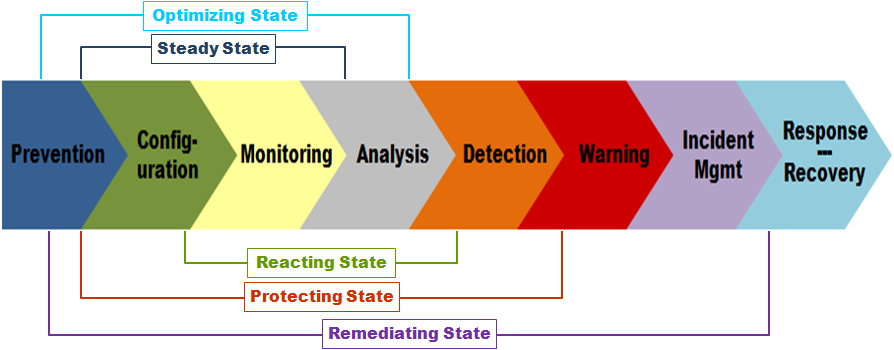 Optimizing State
Steady State
Prevention
Config-
uration
Monitoring
Analysis
Detection
Warning
Incident
Mgmt
Response
---
Recovery
Reacting State
Protecting State
Remediating State